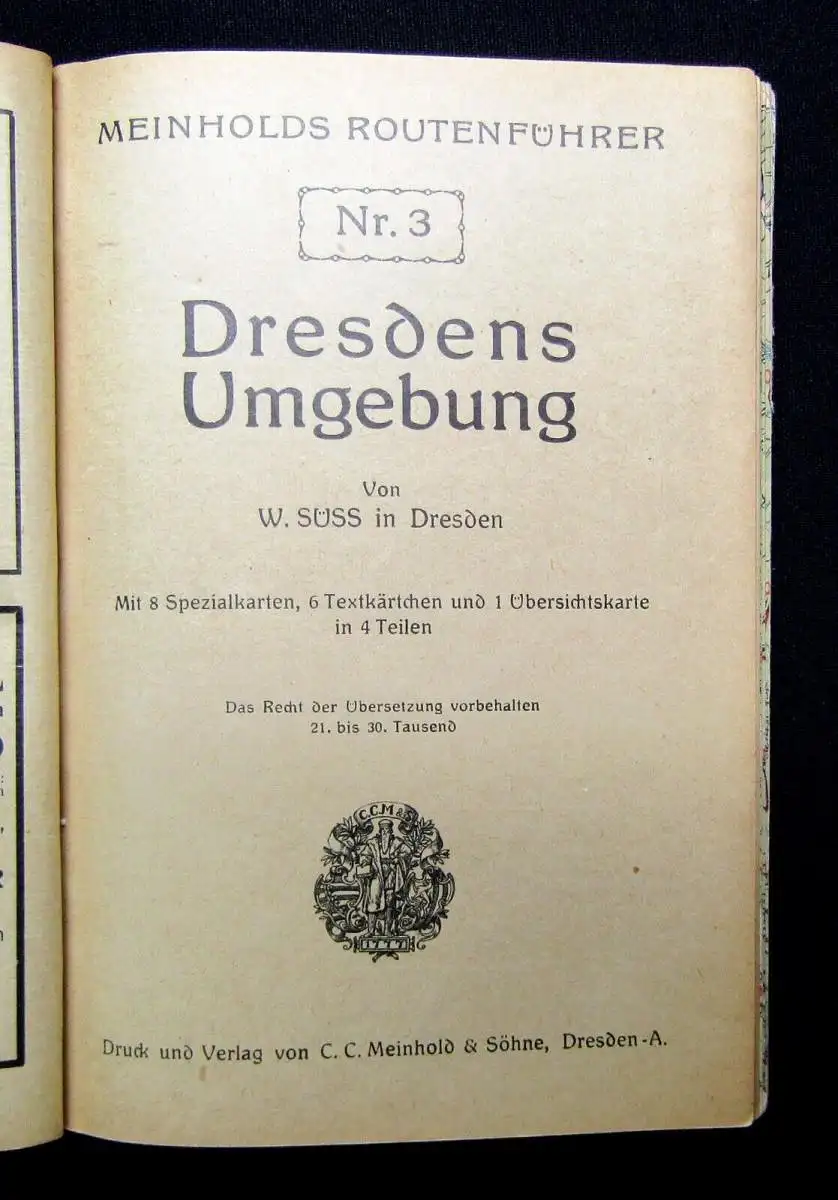 MEINHOLDS ROUTENFÜHRER
Nr. 3
Dresdens
Umgebung
Von
W. SÜSS in Dresden
Mit 8 Spezialkarten, 6 Textkärtchen und 1 Übersichtskarte
in 4 Teilen
Das Recht der Übersetzung vorbehalten
21. bis 30. Tausend
C. C. M & S.
1777
Druck und Verlag von C. C. Meinhold & Söhne, Dresden-A.